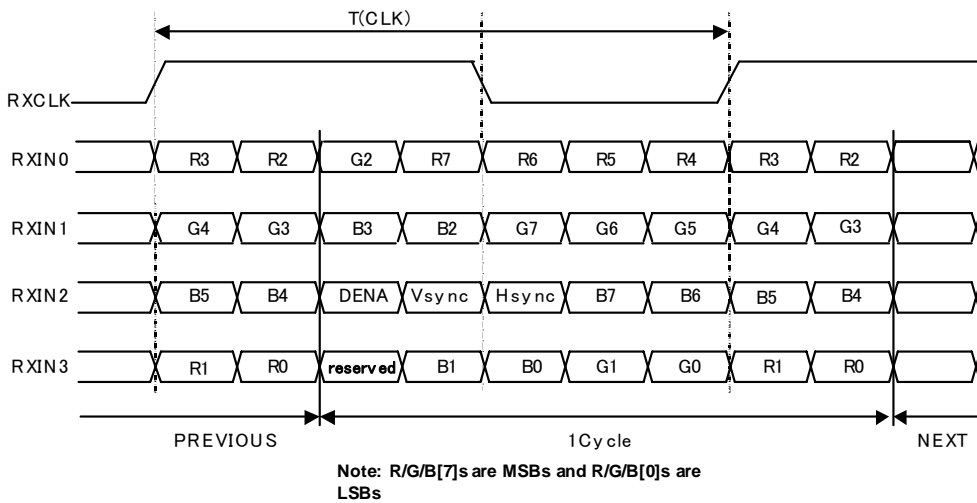 T(CLK)
RXCLK
RXIN0 R3 R2 G2 R7 R6 R5 R4 R3 R2
RXIN1 G4 G3 B3 B2 G7 G6 G5 G4 G3
RXIN2 B5 B4 DENA Vsync Hsync B7 B6 B5 B4
RXIN3 R1 R0 reserved B1 B0 G1 G0 R1 R0
PREVIOUS 1Cycle NEXT
Note: R/G/B[7]s are MSBs and R/G/B[0]s are
LSBs